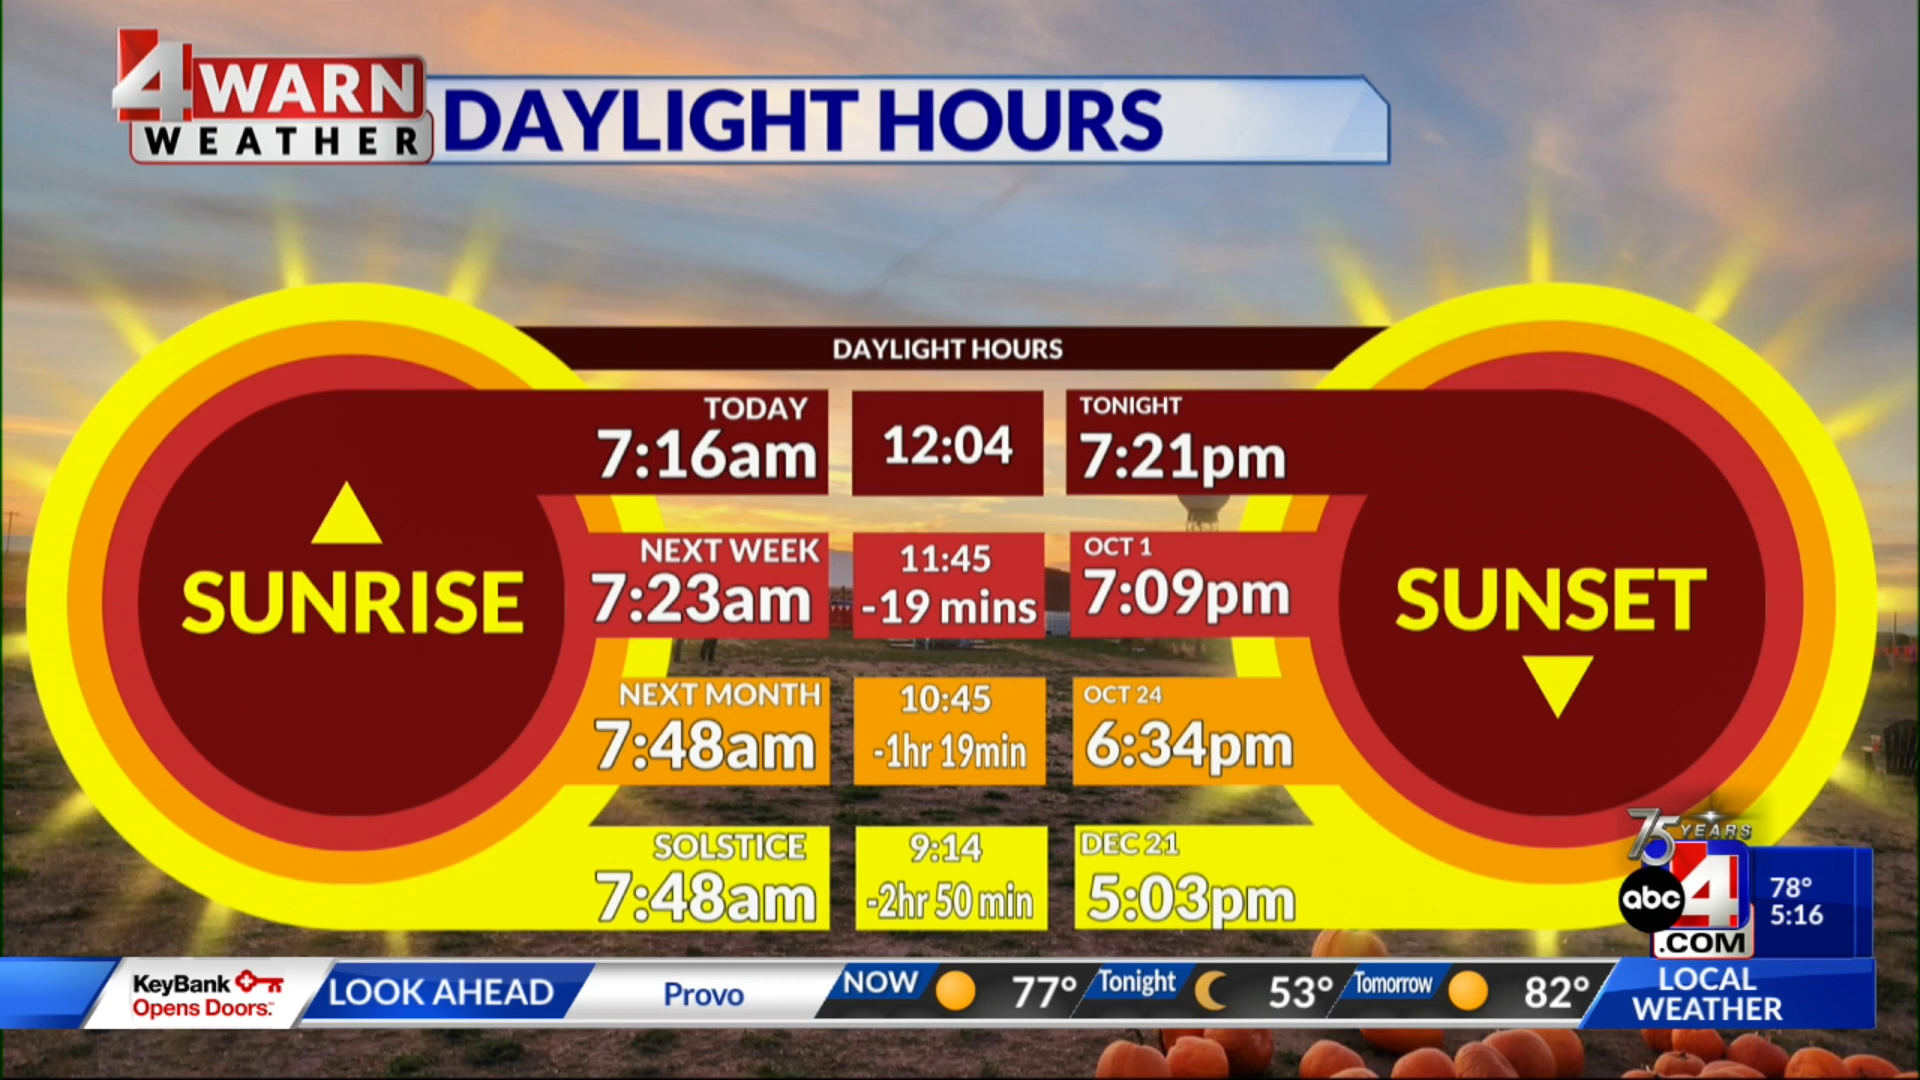 4WARN
WEATHER
DAYLIGHT HOURS
DAYLIGHT HOURS
TODAY
7:16am
12:04
TONIGHT
7:21pm
NEXT WEEK
7:23am
11:45
-19 mins
OCT 1
7:09pm
NEXT MONTH
7:48am
10:45
-1hr 19min
OCT 24
6:34pm
SOLSTICE
7:48am
9:14
-2hr 50 min
DEC 21
5:03pm
SUNRISE
SUNSET
75 YEARS
abc 4
.COM
78°
5:16
KeyBank
Opens Doors.
LOOK AHEAD
Provo
NOW 77°
Tonight 53°
Tomorrow 82°
LOCAL
WEATHER